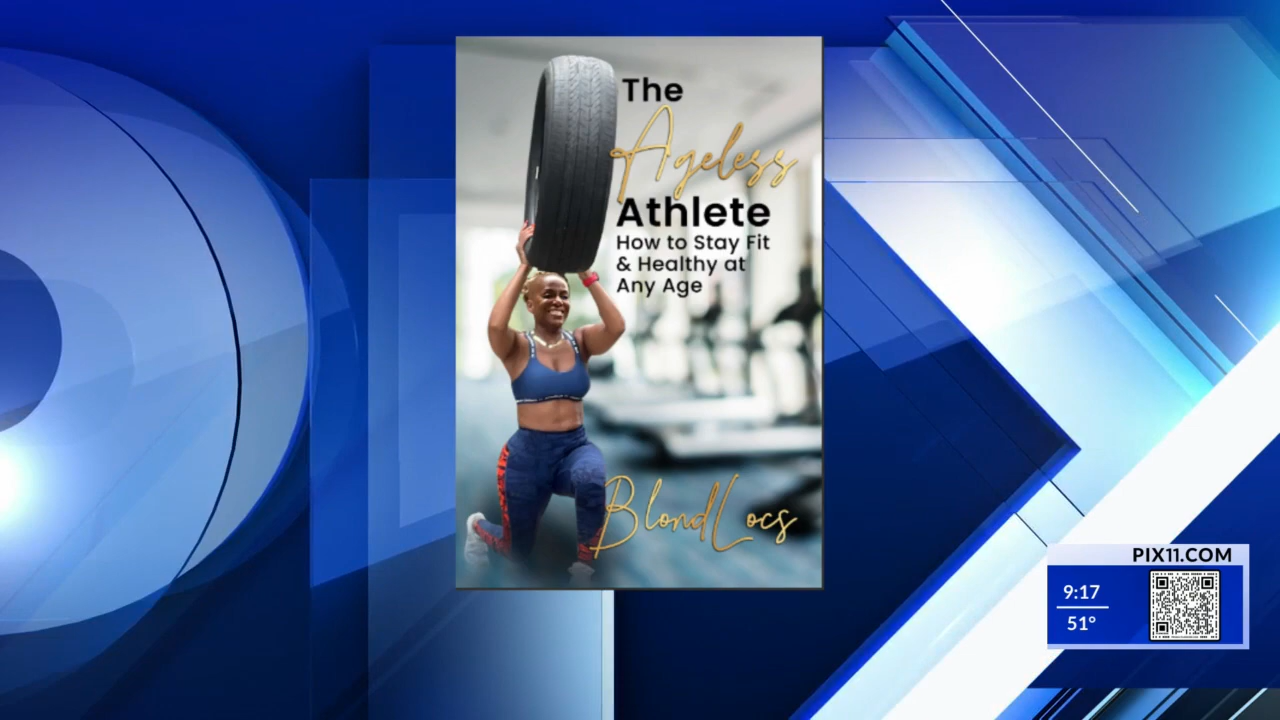 The
Ageless
Athlete
How to Stay Fit
& Healthy at
Any Age
BlondLocs
PIX11.COM
9:17
51°